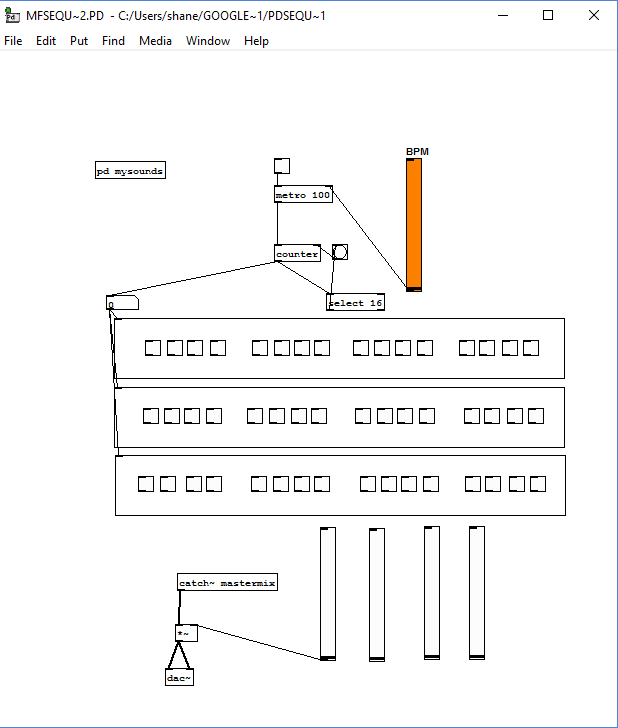 MFSEQU~2.PD - C:/Users/shane/GOOGLE~1/PDSEQU~1
File Edit Put Find Media Window Help
BPM
pd mysounds
metro 100
counter
select 16
0
catch~ mastermix
*~
dac~